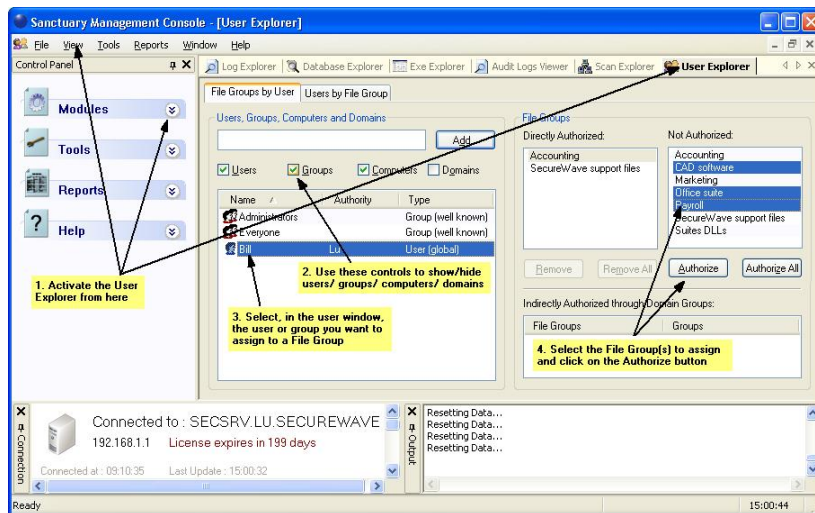 Sanctuary Management Console - [User Explorer]
File View Tools Reports Window Help
Control Panel
Log Explorer Database Explorer Exe Explorer Audit Logs Viewer Scan Explorer User Explorer
Modules
Tools
Reports
Help
1. Activate the User
Explorer from here
File Groups by User Users by File Group
Users, Groups, Computers and Domains
Add
Users Groups Computers Domains
Name Authority Type
Administrators Group (well known)
Everyone Group (well known)
Bill LU User (global)
2. Use these controls to show/hide
users/ groups/ computers/ domains
3. Select, in the user window,
the user or group you want to
assign to a File Group
File Groups
Directly Authorized:
Accounting
SecureWave support files
Remove Remove All
Not Authorized:
Accounting
CAD software
Marketing
Office suite
Payroll
SecureWave support files
Suites DLLs
Authorize Authorize All
Indirectly Authorized through Domain Groups:
File Groups Groups
4. Select the File Group(s) to assign
and click on the Authorize button
Connection
Connected to : SECSRV.LU.SECUREWAVE
192.168.1.1 License expires in 199 days
Connected at : 09:10:35 Last Update : 15:00:32
Output
Resetting Data...
Resetting Data...
Resetting Data...
Resetting Data...
Ready 15:00:44